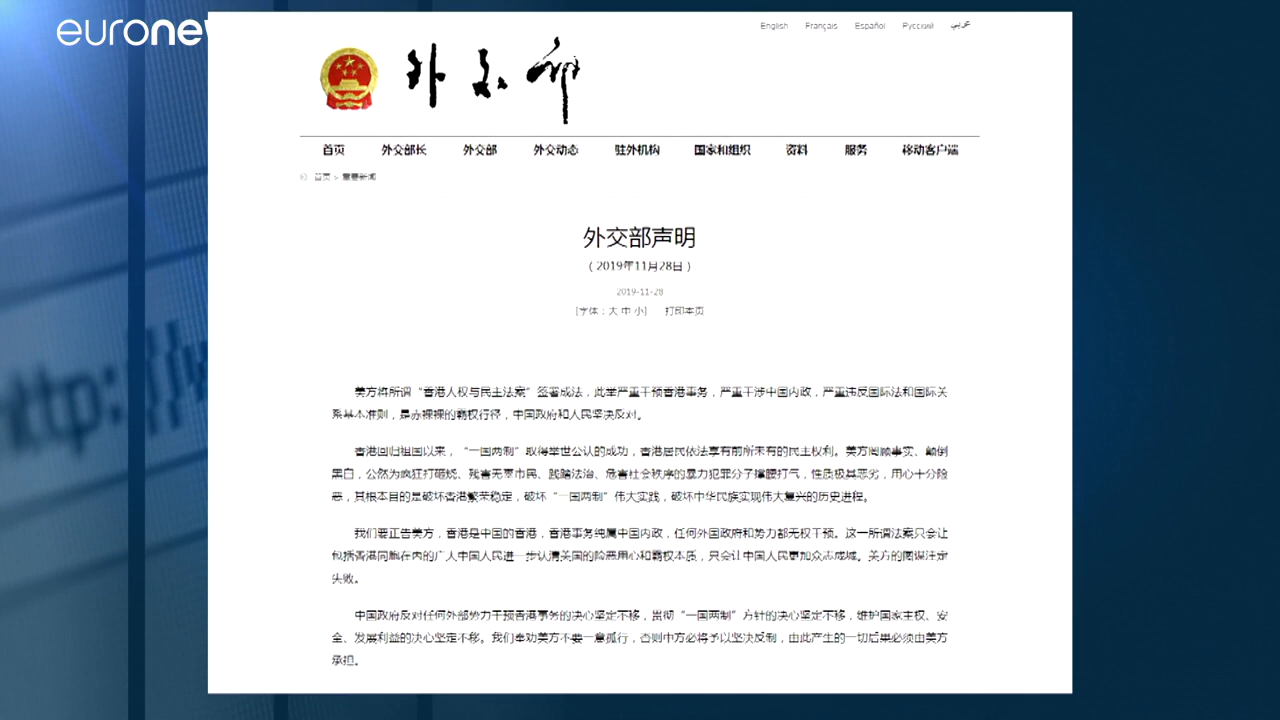 euronew
English Français Español Русский عربي
外交部
首页 外交部长 外交部 外交动态 驻外机构 国家和组织 资料 服务 移动客户端
首页 > 重要新闻
外交部声明
（2019年11月28日）
2019-11-28
[字体：大 中 小] 打印本页
美方将所谓“香港人权与民主法案”签署成法，此举严重干预香港事务，严重干涉中国内政，严重违反国际法和国际关
系基本准则，是赤裸裸的霸权行径，中国政府和人民坚决反对。
香港回归祖国以来，“一国两制”取得举世公认的成功，香港居民依法享有前所未有的民主权利。美方罔顾事实、颠倒
黑白，公然为疯狂打砸烧、残害无辜市民、践踏法治、危害社会秩序的暴力犯罪分子撑腰打气，性质极其恶劣，用心十分险
恶，其根本目的是破坏香港繁荣稳定，破坏“一国两制”伟大实践，破坏中华民族实现伟大复兴的历史进程。
我们要正告美方，香港是中国的香港，香港事务纯属中国内政，任何外国政府和势力都无权干预。这一所谓法案只会让
包括香港同胞在内的广大中国人民进一步认清美国的险恶用心和霸权本质，只会让中国人民更加众志成城。美方的图谋注定
失败。
中国政府反对任何外部势力干预香港事务的决心坚定不移，贯彻“一国两制”方针的决心坚定不移，维护国家主权、安
全、发展利益的决心坚定不移。我们奉劝美方不要一意孤行，否则中方必将予以坚决反制，由此产生的一切后果必须由美方
承担。
http: